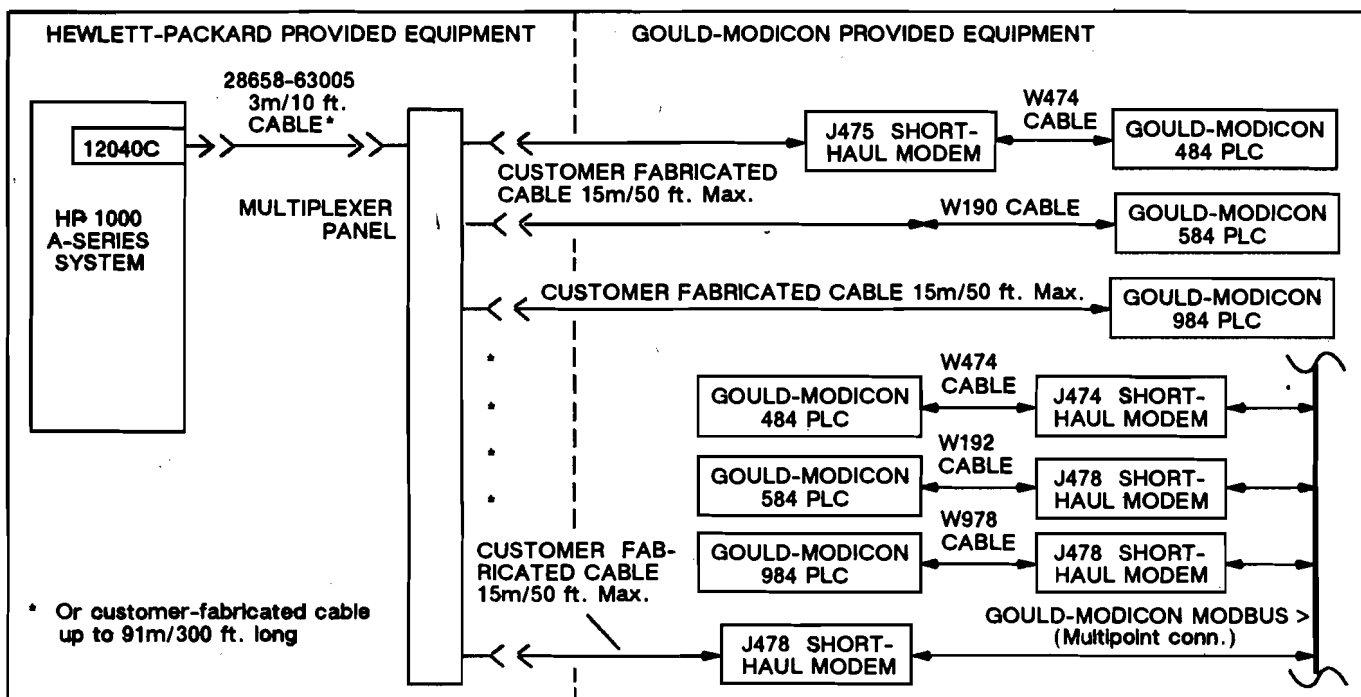 HEWLETT-PACKARD PROVIDED EQUIPMENT
GOULD-MODICON PROVIDED EQUIPMENT
28658-63005
3m/10 ft.
CABLE*
12040C
HP 1000
A-SERIES
SYSTEM
MULTIPLEXER
PANEL
J475 SHORT-
HAUL MODEM
W474
CABLE
GOULD-MODICON
484 PLC
CUSTOMER FABRICATED
CABLE 15m/50 ft. Max.
W190 CABLE
GOULD-MODICON
584 PLC
CUSTOMER FABRICATED CABLE 15m/50 ft. Max.
GOULD-MODICON
984 PLC
*
*
*
*
GOULD-MODICON
484 PLC
W474
CABLE
J474 SHORT-
HAUL MODEM
GOULD-MODICON
584 PLC
W192
CABLE
J478 SHORT-
HAUL MODEM
GOULD-MODICON
984 PLC
W978
CABLE
J478 SHORT-
HAUL MODEM
CUSTOMER FAB-
RICATED CABLE
15m/50 ft. Max.
GOULD-MODICON MODBUS >
(Multipoint conn.)
J478 SHORT-
HAUL MODEM
* Or customer-fabricated cable
up to 91m/300 ft. long